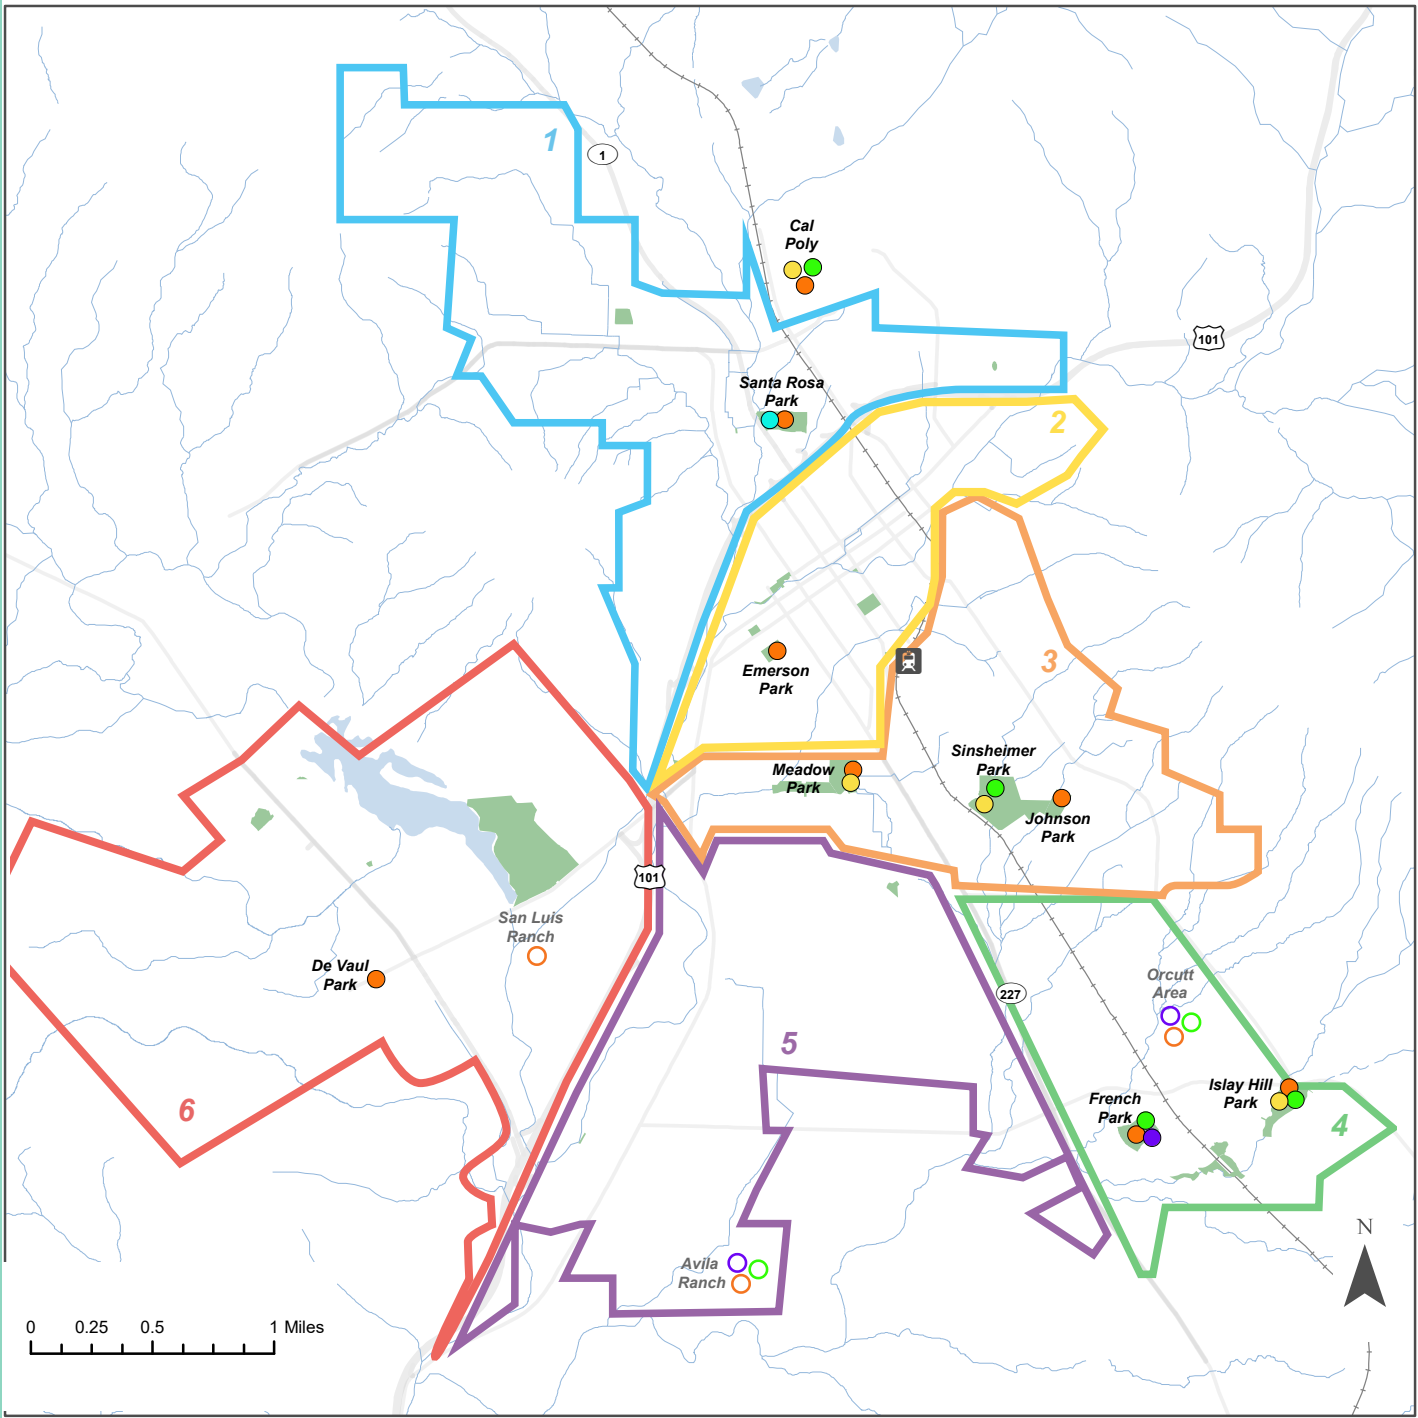 1
1
Cal
Poly
101
Santa Rosa
Park
2
3
Emerson
Park
Sinsheimer
Park
Meadow
Park
Johnson
Park
101
San Luis
Ranch
De Vaul
Park
Orcutt
Area
227
5
Islay Hill
Park
French
Park
6
4
N
Avila
Ranch
0 0.25 0.5 1 Miles